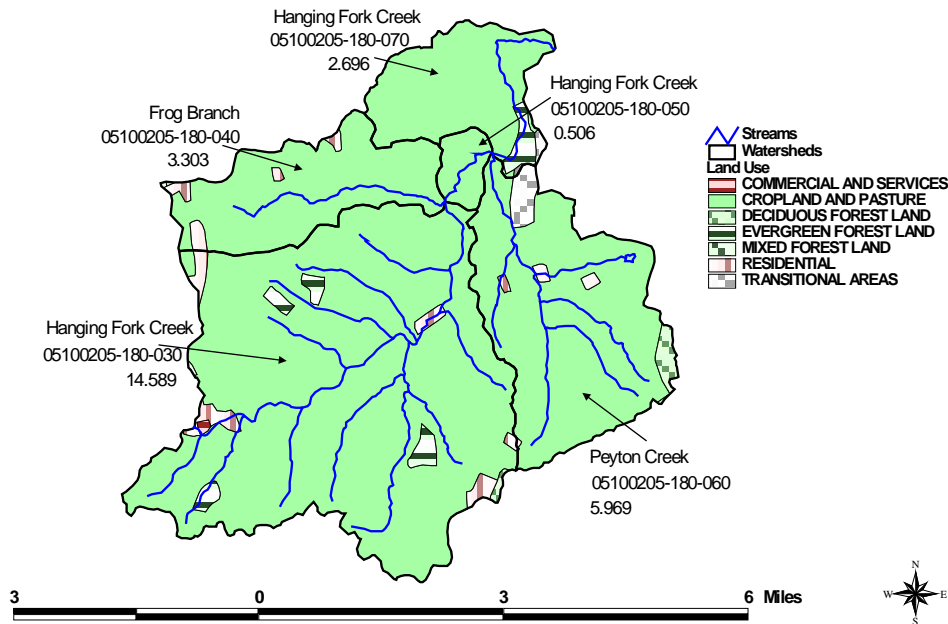 Hanging Fork Creek
05100205-180-070
2.696
Hanging Fork Creek
05100205-180-050
0.506
Frog Branch
05100205-180-040
3.303
Streams
Watersheds
Land Use
COMMERCIAL AND SERVICES
CROPLAND AND PASTURE
DECIDUOUS FOREST LAND
EVERGREEN FOREST LAND
MIXED FOREST LAND
RESIDENTIAL
TRANSITIONAL AREAS
Hanging Fork Creek
05100205-180-030
14.589
Peyton Creek
05100205-180-060
5.969
3 0 3 6 Miles
N
W E
S